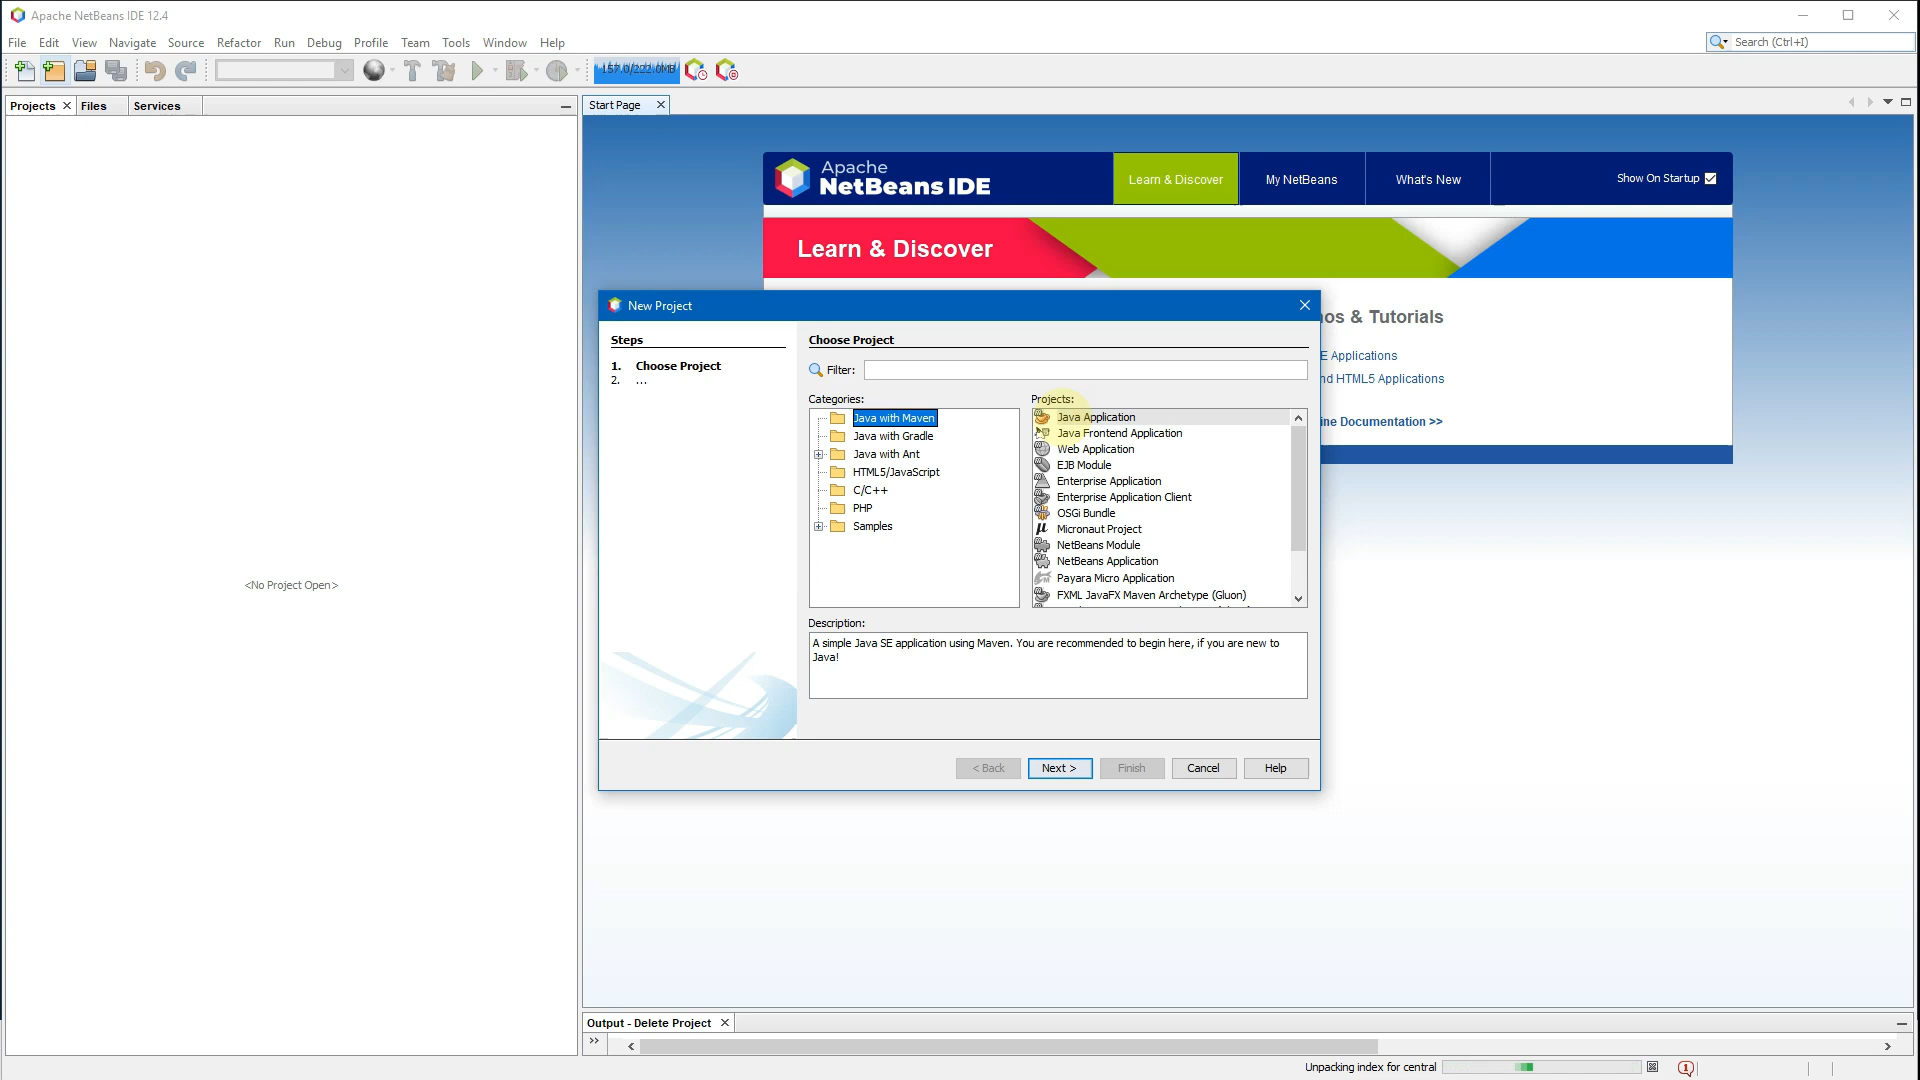 Apache NetBeans IDE 12.4
File Edit View Navigate Source Refactor Run Debug Profile Team Tools Window Help
Search (Ctrl+I)
157.0/222.0MB
Projects Files Services
Start Page
Apache
NetBeans IDE
Learn & Discover
My NetBeans
What's New
Show On Startup
Learn & Discover
New Project
os & Tutorials
E Applications
nd HTML5 Applications
ine Documentation >>
Steps
1. Choose Project
2. ...
Choose Project
Filter:
Categories:
Java with Maven
Java with Gradle
Java with Ant
HTML5/JavaScript
C/C++
PHP
Samples
Projects:
Java Application
Java Frontend Application
Web Application
EJB Module
Enterprise Application
Enterprise Application Client
OSGi Bundle
Micronaut Project
NetBeans Module
NetBeans Application
Payara Micro Application
FXML JavaFX Maven Archetype (Gluon)
Description:
A simple Java SE application using Maven. You are recommended to begin here, if you are new to
Java!
< Back
Next >
Finish
Cancel
Help
<No Project Open>
Output - Delete Project
Unpacking index for central
1